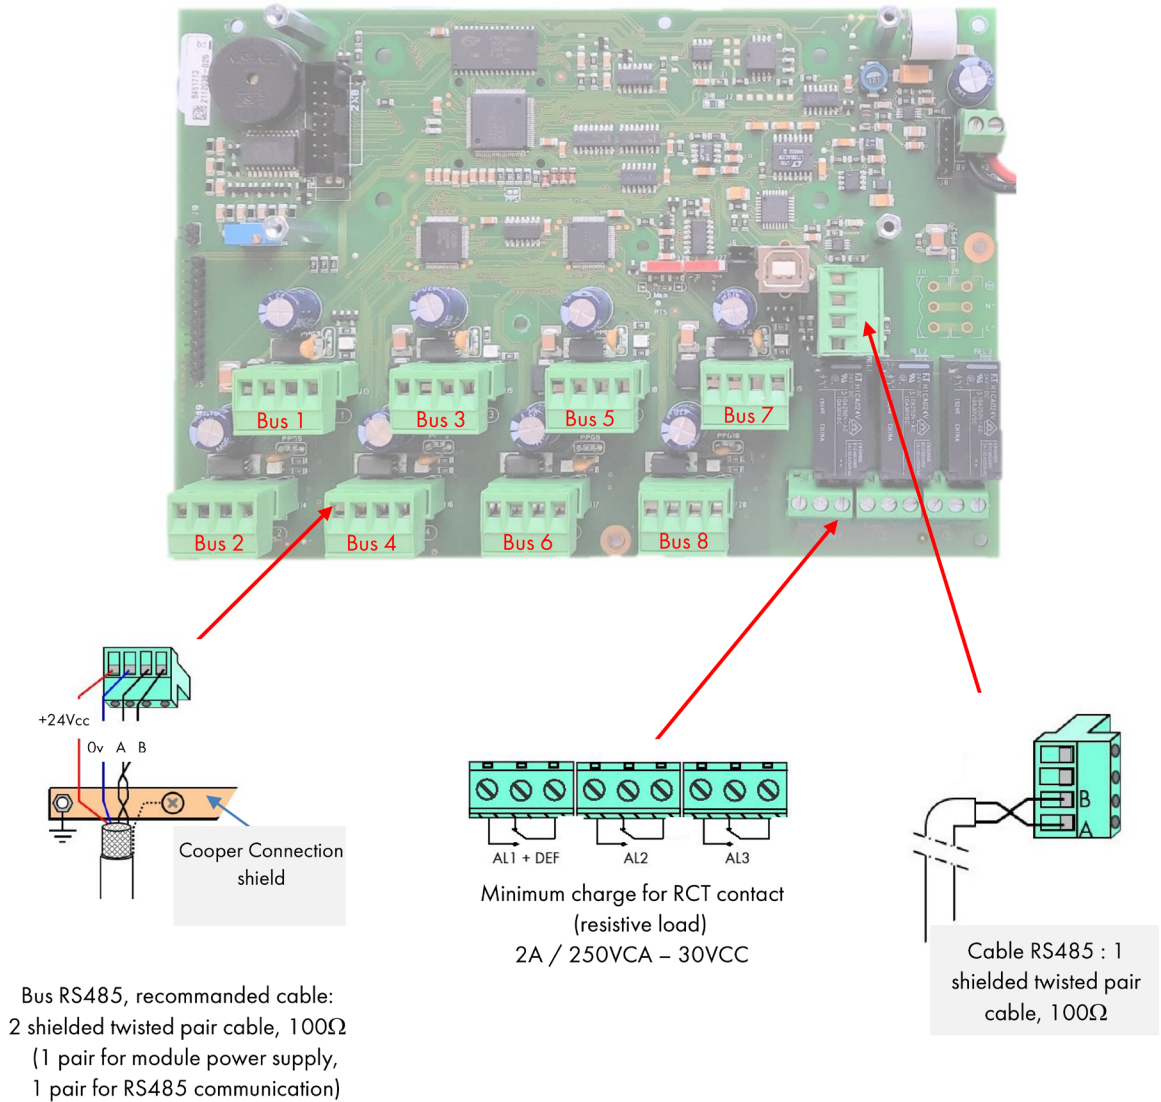 Bus 1
Bus 3
Bus 5
Bus 7
Bus 2
Bus 4
Bus 6
Bus 8
+24Vcc
0v A B
Cooper Connection
shield
Bus RS485, recommanded cable:
2 shielded twisted pair cable, 100Ω
(1 pair for module power supply,
1 pair for RS485 communication)
AL1 + DEF
AL2
AL3
Minimum charge for RCT contact
(resistive load)
2A / 250VCA – 30VCC
B
A
Cable RS485 : 1
shielded twisted pair
cable, 100Ω